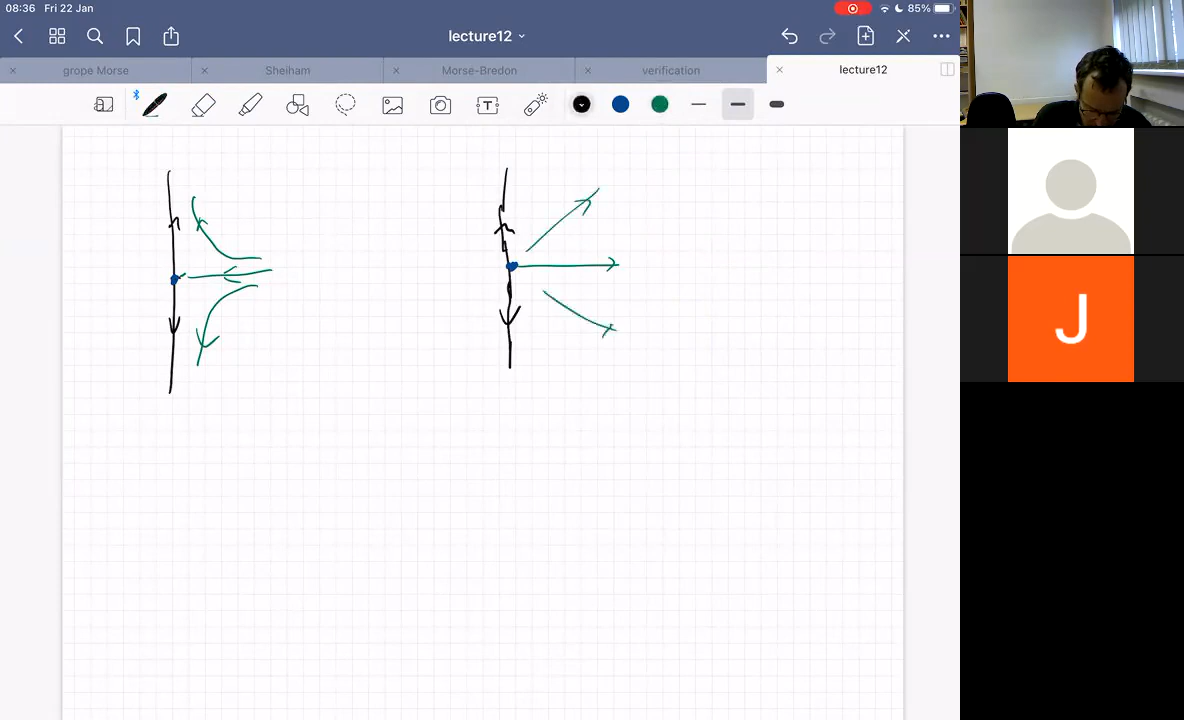 08:36 Fri 22 Jan
85%
lecture12
grope Morse
Sheiham
Morse-Bredon
verification
lecture12
T
J